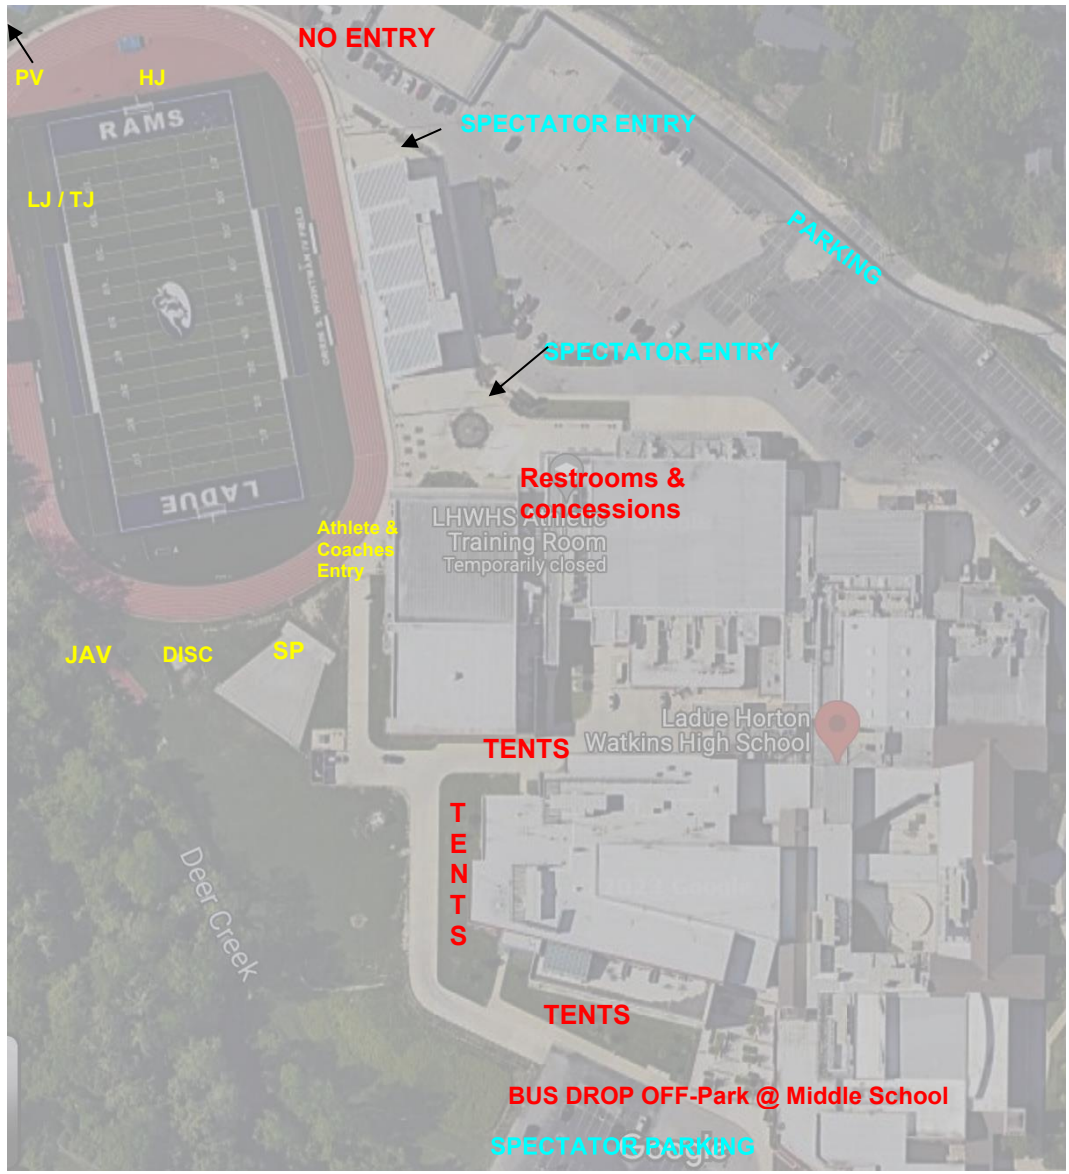 NO ENTRY
PV
HJ
RAMS
SPECTATOR ENTRY
LJ / TJ
PARKING
SPECTATOR ENTRY
Restrooms &
concessions
LADUE
LHWHS Athletic
Training Room
Temporarily closed
Athlete &
Coaches
Entry
JAV
DISC
SP
Ladue Horton
Watkins High School
TENTS
TENTS
Deer Creek
TENTS
BUS DROP OFF-Park @ Middle School
SPECTATOR PARKING
Google